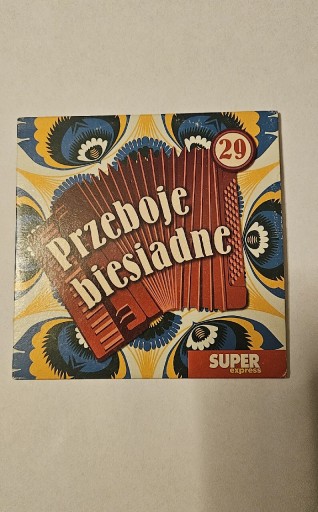 29
Przeboje
biesiadne
SUPER
express